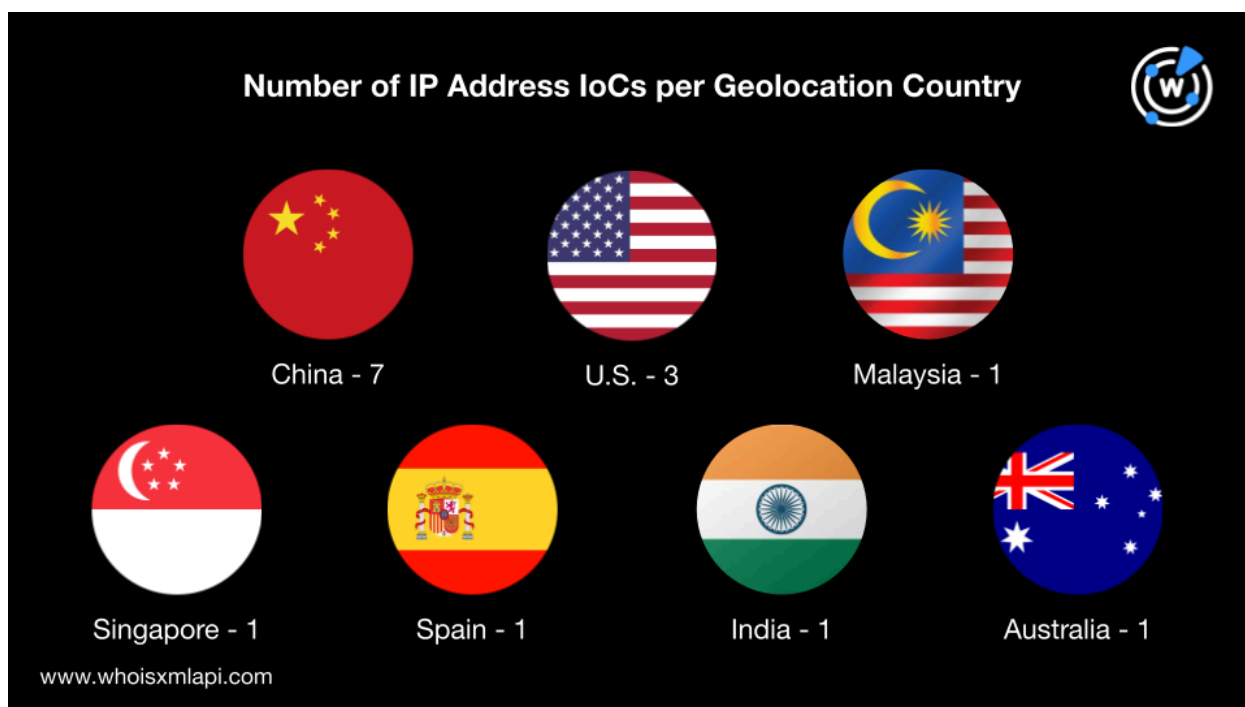 Number of IP Address IoCs per Geolocation Country
W
China - 7
U.S. - 3
Malaysia - 1
Singapore - 1
Spain - 1
India - 1
Australia - 1
www.whoisxmlapi.com